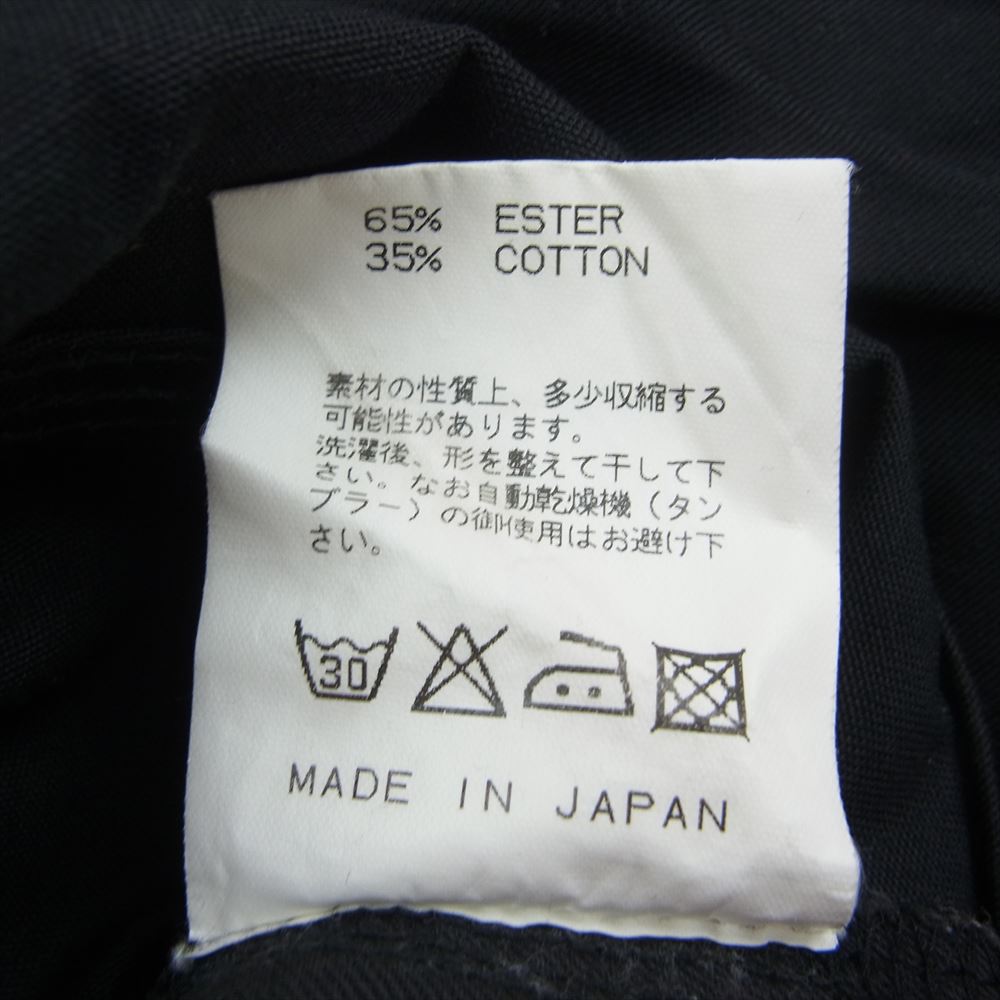 65% ESTER
35% COTTON
素材の性質上、多少収縮する
可能性があります。
洗濯後、形を整えて干して下
さい。なお自動乾燥機（タン
ブラー）の御使用はお避け下
さい。
30
MADE IN JAPAN